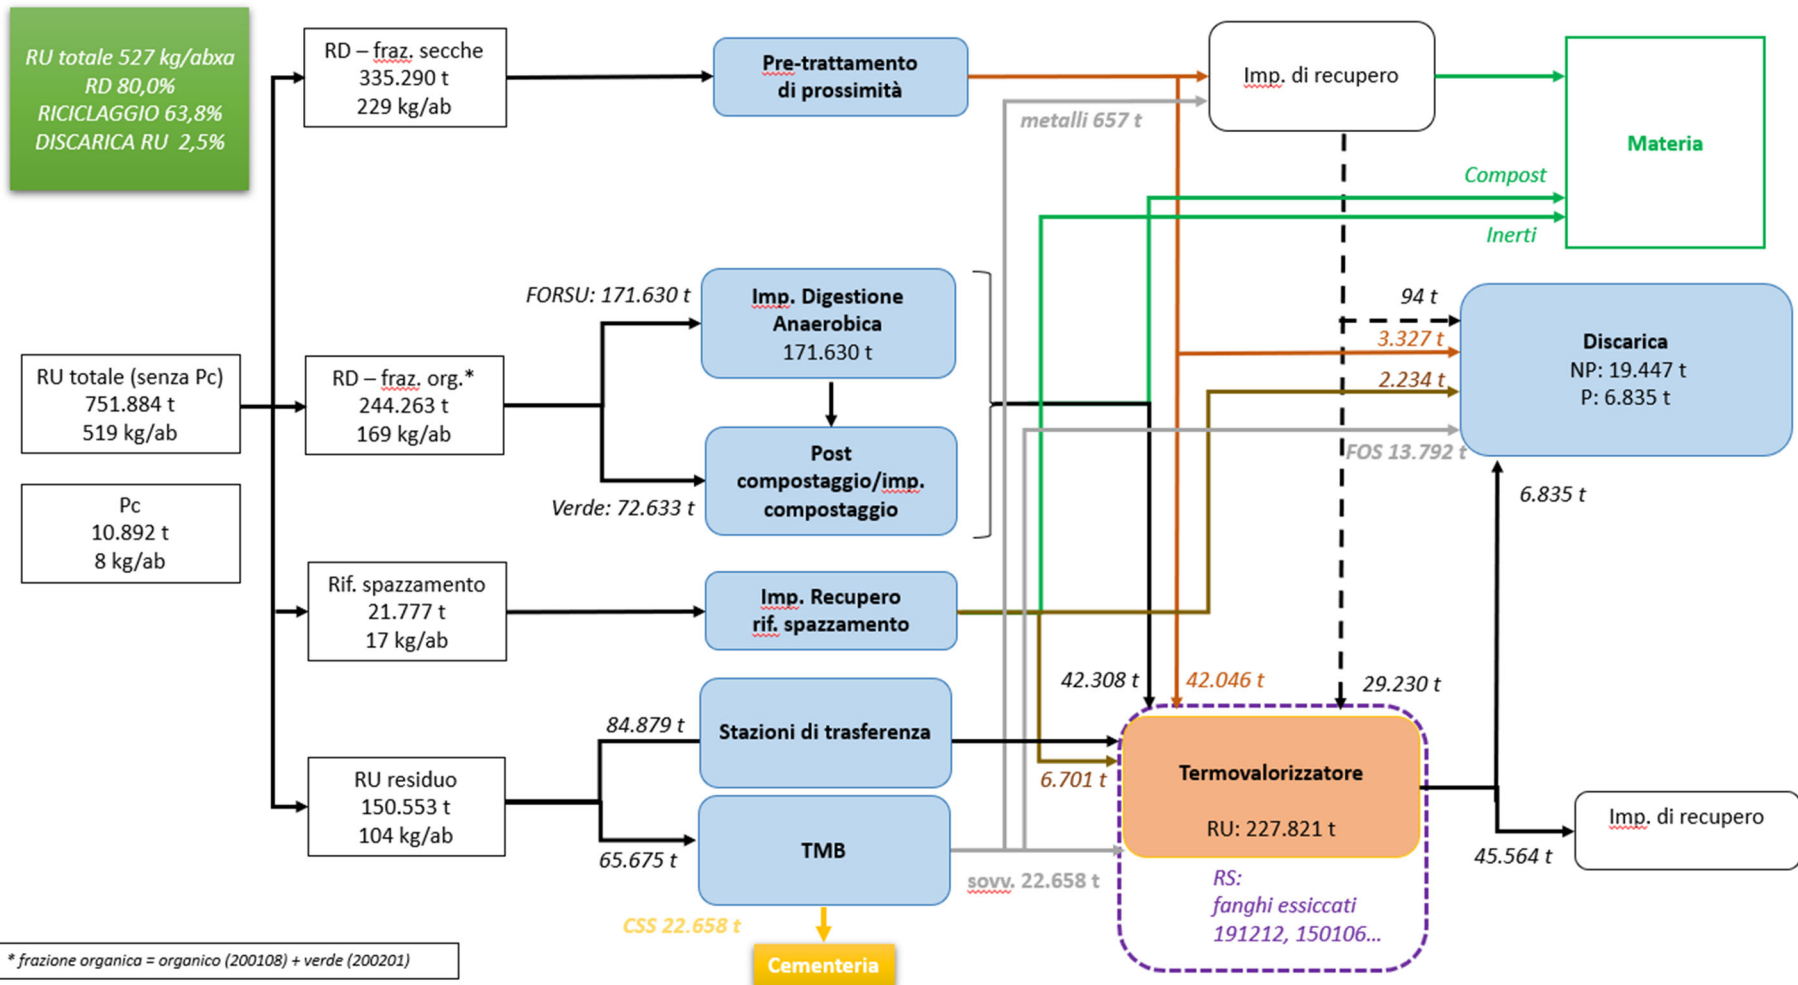 RU totale 527 kg/abxa
RD 80,0%
RICICLAGGIO 63,8%
DISCARICA RU 2,5%
RD – fraz. secche
335.290 t
229 kg/ab
Pre-trattamento
di prossimità
Imp. di recupero
metalli 657 t
Materia
Compost
Inerti
FORSU: 171.630 t
Imp. Digestione
Anaerobica
171.630 t
94 t
3.327 t
2.234 t
FOS 13.792 t
Discarica
NP: 19.447 t
P: 6.835 t
RU totale (senza Pc)
751.884 t
519 kg/ab
RD – fraz. org.*
244.263 t
169 kg/ab
Post
compostaggio/imp.
compostaggio
Verde: 72.633 t
Pc
10.892 t
8 kg/ab
6.835 t
Rif. spazzamento
21.777 t
17 kg/ab
Imp. Recupero
rif. spazzamento
42.308 t
42.046 t
29.230 t
84.879 t
Stazioni di trasferenza
6.701 t
Termovalorizzatore
RU: 227.821 t
RU residuo
150.553 t
104 kg/ab
65.675 t
TMB
sovv. 22.658 t
45.564 t
Imp. di recupero
RS:
fanghi essiccati
191212, 150106...
CSS 22.658 t
Cementeria
* frazione organica = organico (200108) + verde (200201)